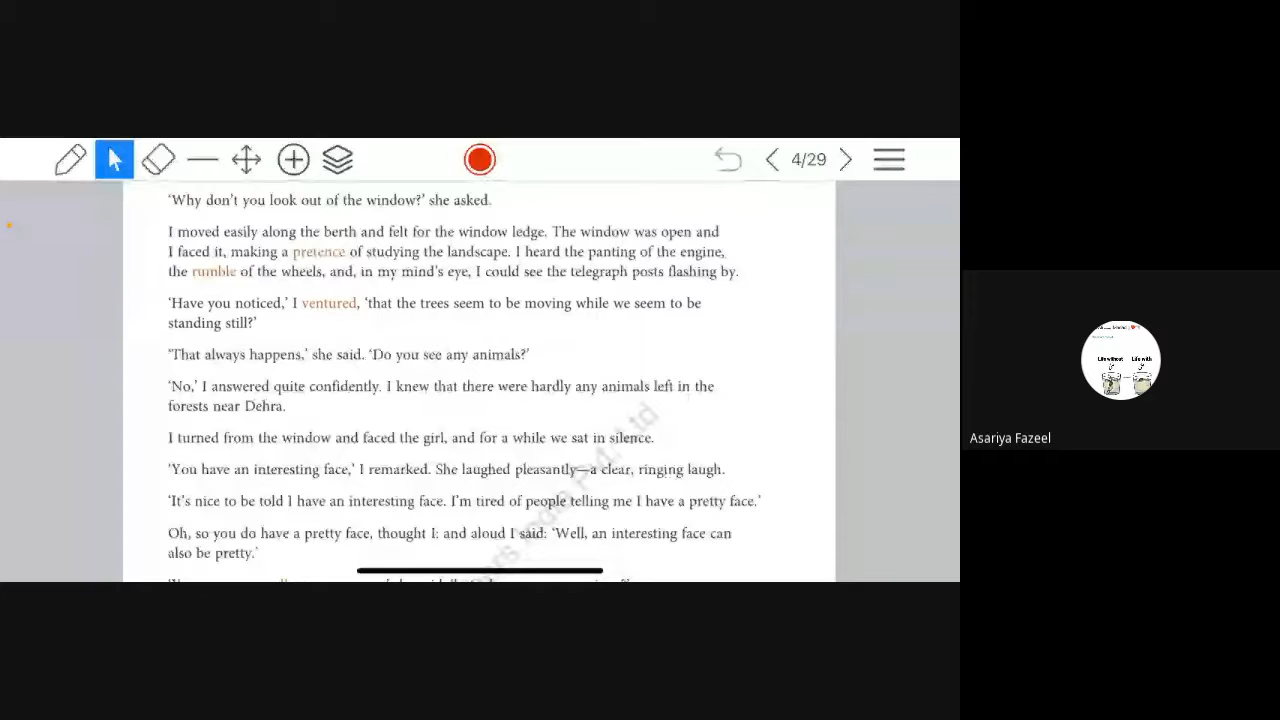 4/29
‘Why don’t you look out of the window?’ she asked.
I moved easily along the berth and felt for the window ledge. The window was open and
I faced it, making a pretence of studying the landscape. I heard the panting of the engine,
the rumble of the wheels, and, in my mind’s eye, I could see the telegraph posts flashing by.
‘Have you noticed,’ I ventured, ‘that the trees seem to be moving while we seem to be
standing still?’
‘That always happens,’ she said. ‘Do you see any animals?’
‘No,’ I answered quite confidently. I knew that there were hardly any animals left in the
forests near Dehra.
I turned from the window and faced the girl, and for a while we sat in silence.
‘You have an interesting face,’ I remarked. She laughed pleasantly—a clear, ringing laugh.
‘It’s nice to be told I have an interesting face. I’m tired of people telling me I have a pretty face.’
Oh, so you do have a pretty face, thought I: and aloud I said: ‘Well, an interesting face can
also be pretty.’
India Pvt. Ltd
Life without
Life with
Asariya Fazeel